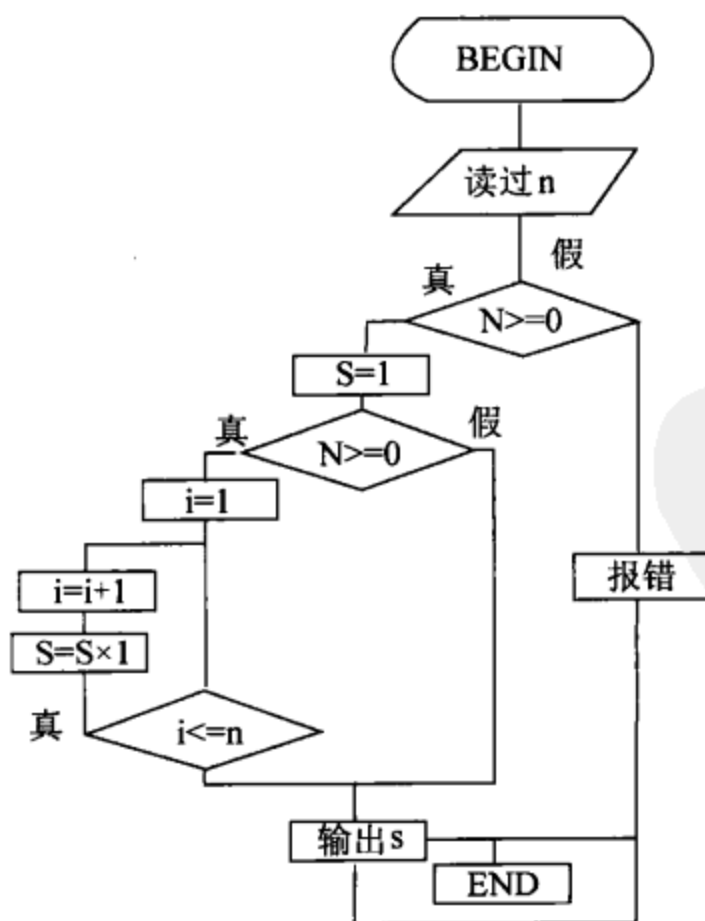 BEGIN
读过n
真
假
N>=0
S=1
真
假
N>=0
i=1
i=i+1
报错
S=S×1
真
i<=n
输出s
END